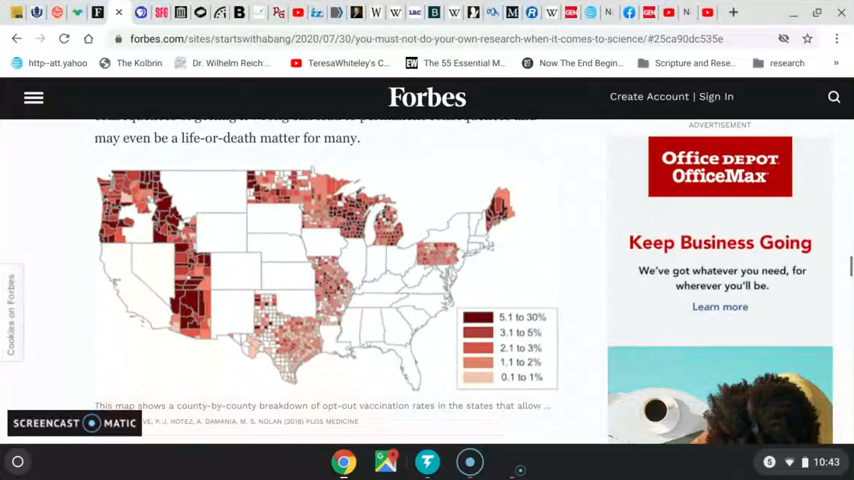 forbes.com/sites/startswithabang/2020/07/30/you-must-not-do-your-own-research-when-it-comes-to-science/#25ca90dc535e
http-att.yahoo
The Kolbrin
Dr. Wilhelm Reich:...
TeresaWhiteley's C...
The 55 Essential M...
Now The End Begin...
Scripture and Rese...
research
Forbes
Create Account | Sign In
ADVERTISEMENT
may even be a life-or-death matter for many.
Office DEPOT
OfficeMax
Keep Business Going
We've got whatever you need, for
wherever you'll be.
Learn more
Cookies on Forbes
5.1 to 30%
3.1 to 5%
2.1 to 3%
1.1 to 2%
0.1 to 1%
This map shows a county-by-county breakdown of opt-out vaccination rates in the states that allow ...
VE, P.J. HOTEZ, A. DAMANIA, M. S. NOLAN (2018) PLOS MEDICINE
SCREENCAST MATIC
10:43